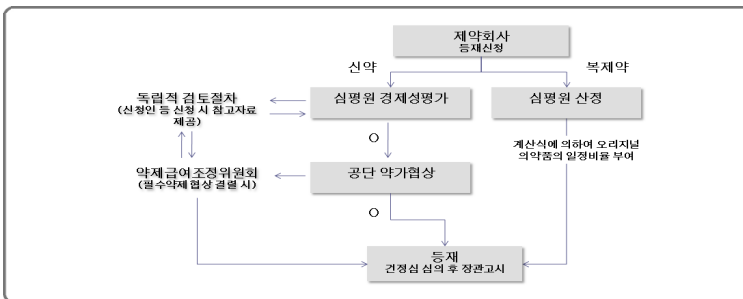 제약회사
등재신청
신약
복제약
독립적 검토절차
(신청인 등 신청 시 참고자료
제공)
심평원 경제성평가
심평원 산정
O
계산식에 의하여 오리지널
의약품의 일정비율 부여
약제급여조정위원회
(필수약제 협상 결렬 시)
공단 약가협상
O
등재
건정심 심의 후 장관고시